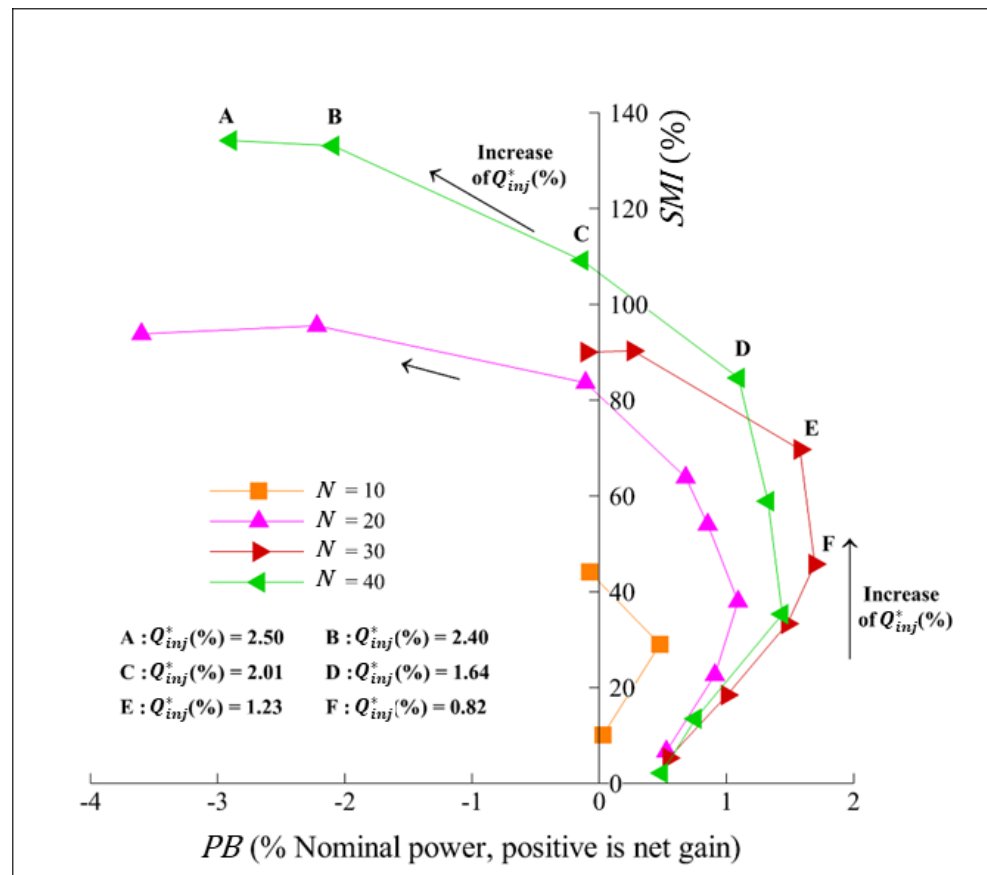 140
A
B
SMI (%)
Increase
of Q*inj(%)
120
C
100
D
80
E
N = 10
60
N = 20
F
N = 30
40
N = 40
Increase
of Q*inj(%)
A : Q*inj(%) = 2.50 B : Q*inj(%) = 2.40
C : Q*inj(%) = 2.01 D : Q*inj(%) = 1.64
20
E : Q*inj(%) = 1.23 F : Q*inj(%) = 0.82
0
-4 -3 -2 -1 0 1 2
PB (% Nominal power, positive is net gain)